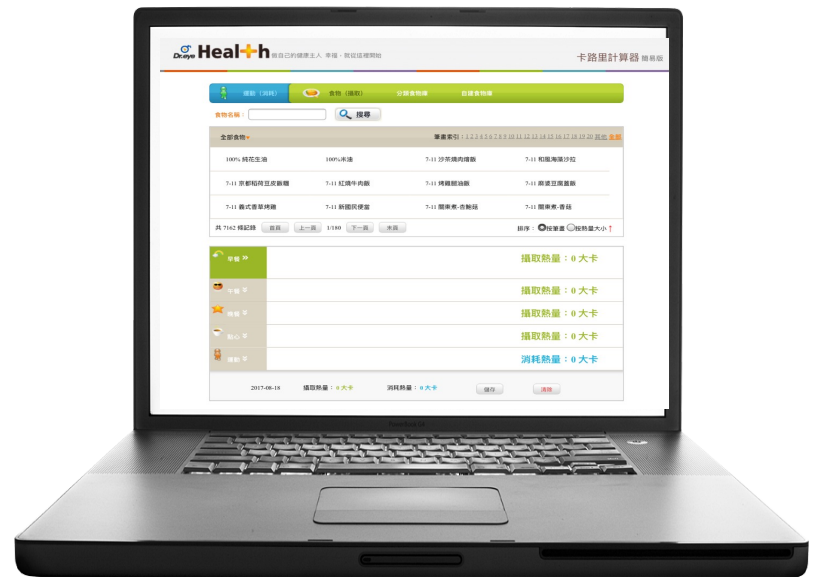 Dr.eye Health 做自己的健康主人 幸福，就從這裡開始 卡路里計算器 簡易版
運動（消耗） 食物（攝取） 分類食物庫 自建食物庫
食物名稱： 搜尋
全部食物 筆畫索引：1 2 3 4 5 6 7 8 9 10 11 12 13 14 15 16 17 18 19 20 其他 全部
100% 純花生油 100%米油 7-11 沙茶燒肉燴飯 7-11 和風海藻沙拉
7-11 京都稻荷豆皮飯糰 7-11 紅燒牛肉飯 7-11 烤雞腿油飯 7-11 麻婆豆腐蓋飯
7-11 義式香草烤雞 7-11 新國民便當 7-11 關東煮-杏鮑菇 7-11 關東煮-香菇
共 7162 條記錄 首頁 上一頁 1/180 下一頁 末頁 排序： 按筆畫 按熱量大小↑
早餐 » 攝取熱量：0 大卡
午餐 攝取熱量：0 大卡
晚餐 攝取熱量：0 大卡
點心 攝取熱量：0 大卡
運動 消耗熱量：0 大卡
2017-08-18 攝取熱量：0 大卡 消耗熱量：0 大卡 儲存 清除